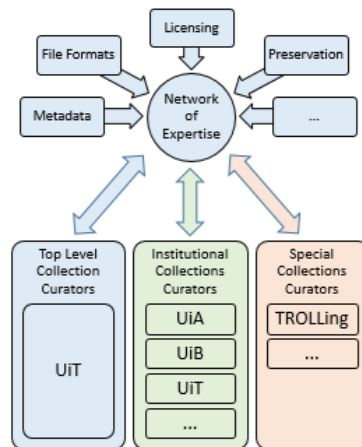 Licensing
File Formats
Preservation
Metadata
Network
of
Expertise
...
Top Level
Collection
Curators
UiT
Institutional
Collections
Curators
UiA
UiB
UiT
...
Special
Collections
Curators
TROLLing
...